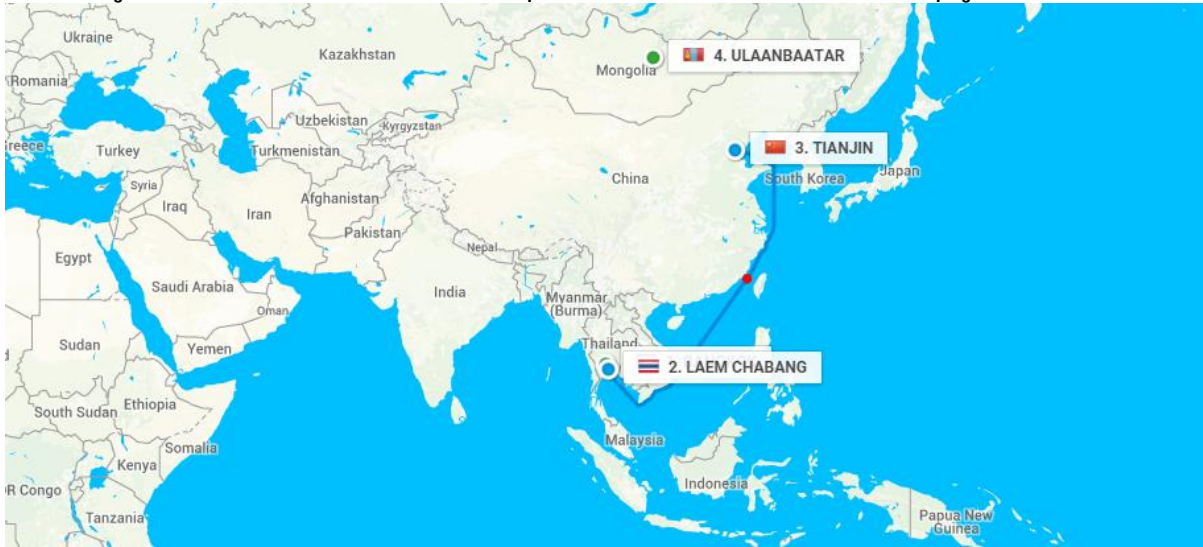 Ukraine
Kazakhstan
Mongolia
4. ULAANBAATAR
Romania
Uzbekistan
Kyrgyzstan
Greece
Turkey
Turkmenistan
3. TIANJIN
South Korea
Japan
China
Syria
Afghanistan
Iraq
Iran
Pakistan
Nepal
Egypt
Saudi Arabia
India
Myanmar
(Burma)
Oman
Sudan
Yemen
Thailand
2. LAEM CHABANG
South Sudan
Ethiopia
Somalia
Malaysia
Kenya
DR Congo
Indonesia
Tanzania
Papua New
Guinea